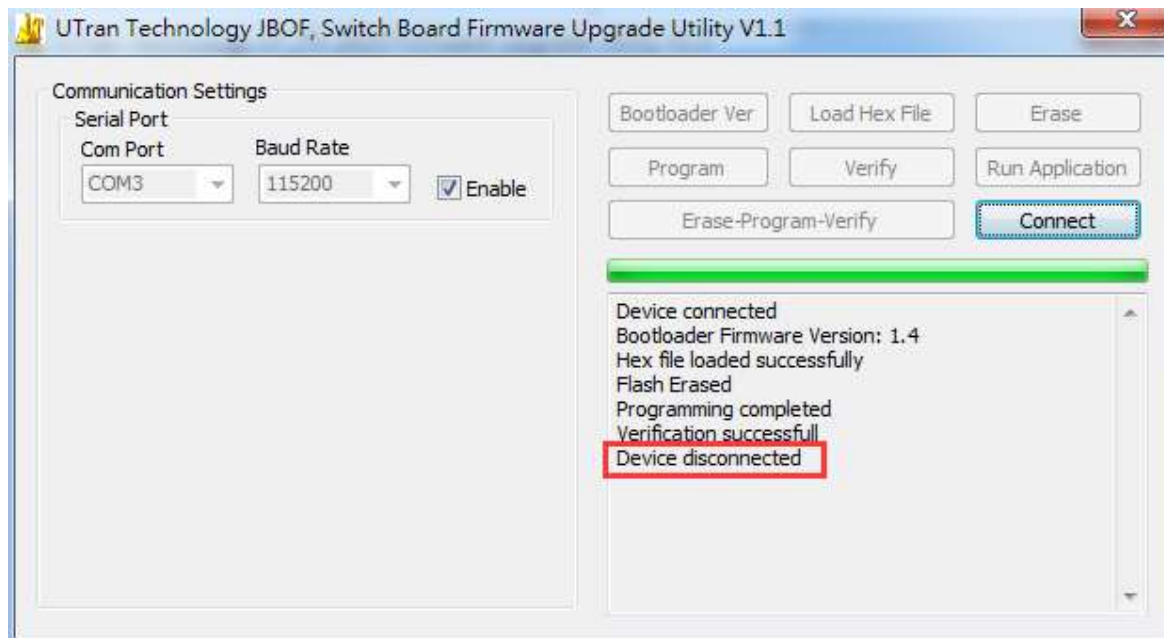 UTran Technology JBOF, Switch Board Firmware Upgrade Utility V1.1
Communication Settings
Serial Port
Com Port
Baud Rate
COM3
115200
Enable
Bootloader Ver
Load Hex File
Erase
Program
Verify
Run Application
Erase-Program-Verify
Connect
Device connected
Bootloader Firmware Version: 1.4
Hex file loaded successfully
Flash Erased
Programming completed
Verification successfull
Device disconnected